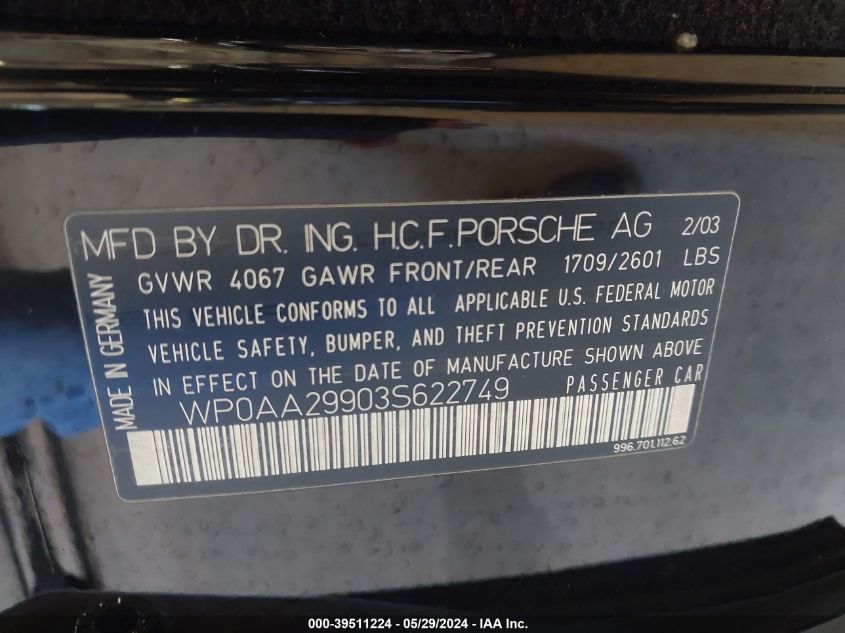 MFD BY DR. ING. H.C.F. PORSCHE AG 2/03
GVWR 4067 GAWR FRONT/REAR 1709/2601 LBS
THIS VEHICLE CONFORMS TO ALL APPLICABLE U.S. FEDERAL MOTOR
VEHICLE SAFETY, BUMPER, AND THEFT PREVENTION STANDARDS
IN EFFECT ON THE DATE OF MANUFACTURE SHOWN ABOVE
WP0AA29903S622749 PASSENGER CAR
996.701.112.62
MADE IN GERMANY
000-39511224 - 05/29/2024 - IAA Inc.